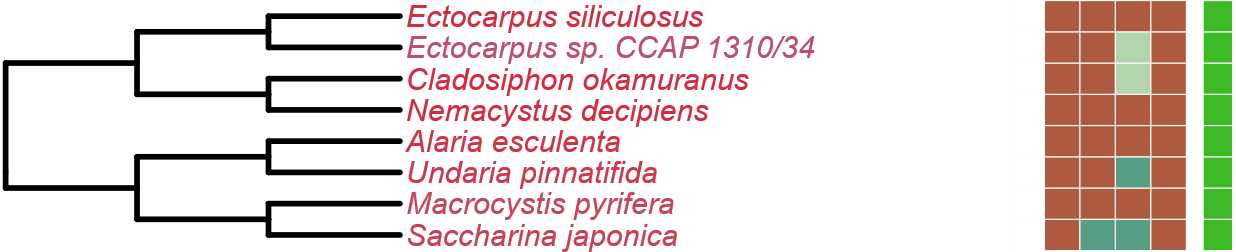 Ectocarpus siliculosus
Ectocarpus sp. CCAP 1310/34
Cladosiphon okamuranus
Nemacystus decipiens
Alaria esculenta
Undaria pinnatifida
Macrocystis pyrifera
Saccharina japonica